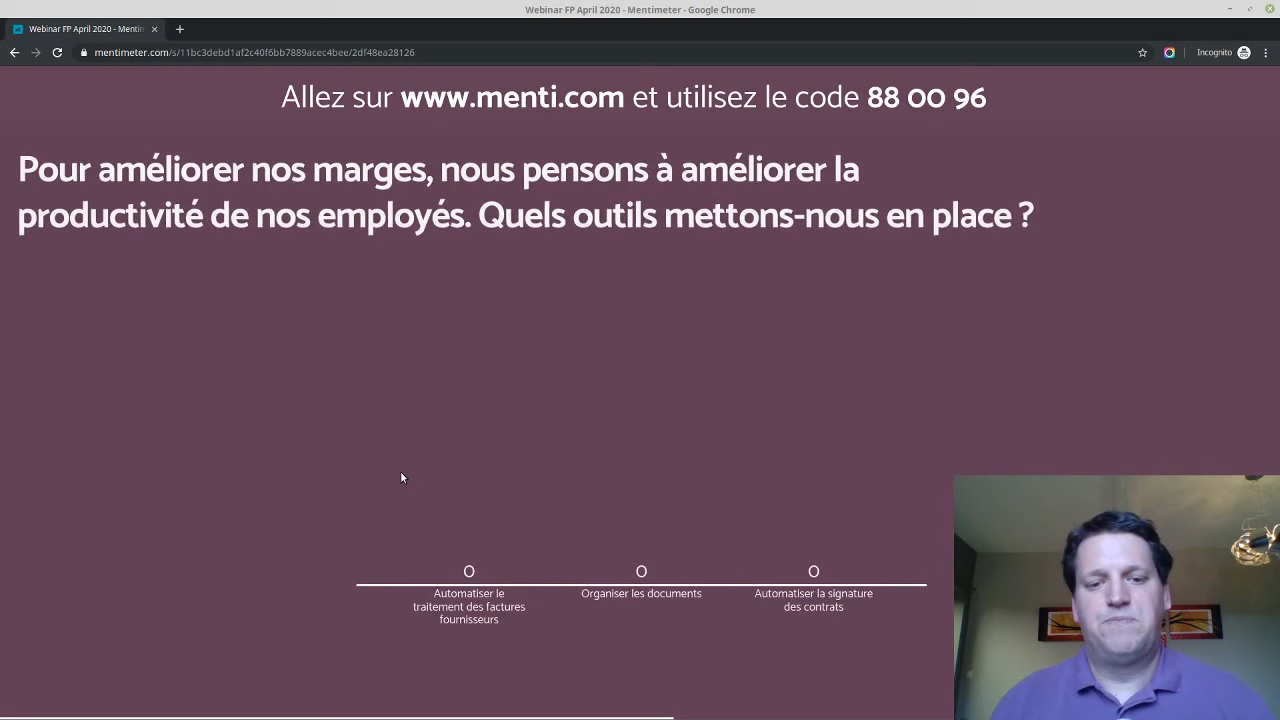 Webinar FP April 2020 - Mentimeter - Google Chrome
Webinar FP April 2020 - Mentin
mentimeter.com/s/11bc3debd1af2c40f6bb7889acec4bee/2df48ea28126
Incognito
Allez sur www.menti.com et utilisez le code 88 00 96
Pour améliorer nos marges, nous pensons à améliorer la
productivité de nos employés. Quels outils mettons-nous en place ?
0 0 0
Automatiser le
traitement des factures
fournisseurs
Organiser les documents
Automatiser la signature
des contrats